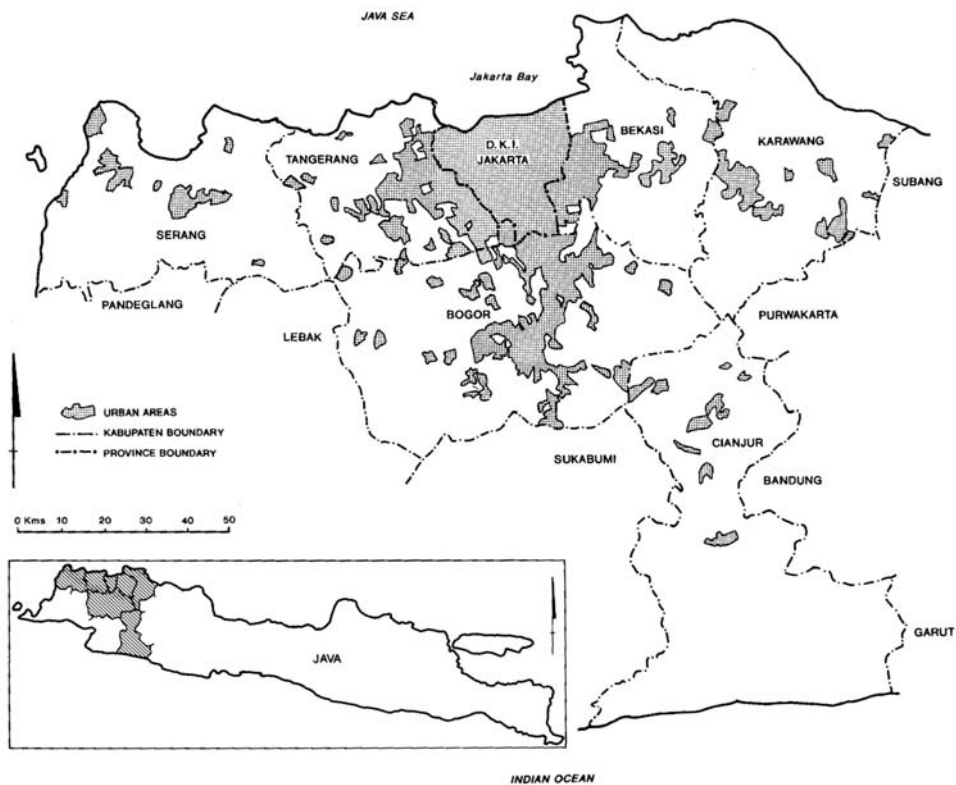 JAVA SEA
Jakarta Bay
D.K.I.
JAKARTA
BEKASI
TANGERANG
KARAWANG
SUBANG
SERANG
PANDEGLANG
LEBAK
BOGOR
PURWAKARTA
URBAN AREAS
KABUPATEN BOUNDARY
PROVINCE BOUNDARY
CIANJUR
SUKABUMI
BANDUNG
0 Kms 10 20 30 50
GARUT
JAVA
INDIAN OCEAN